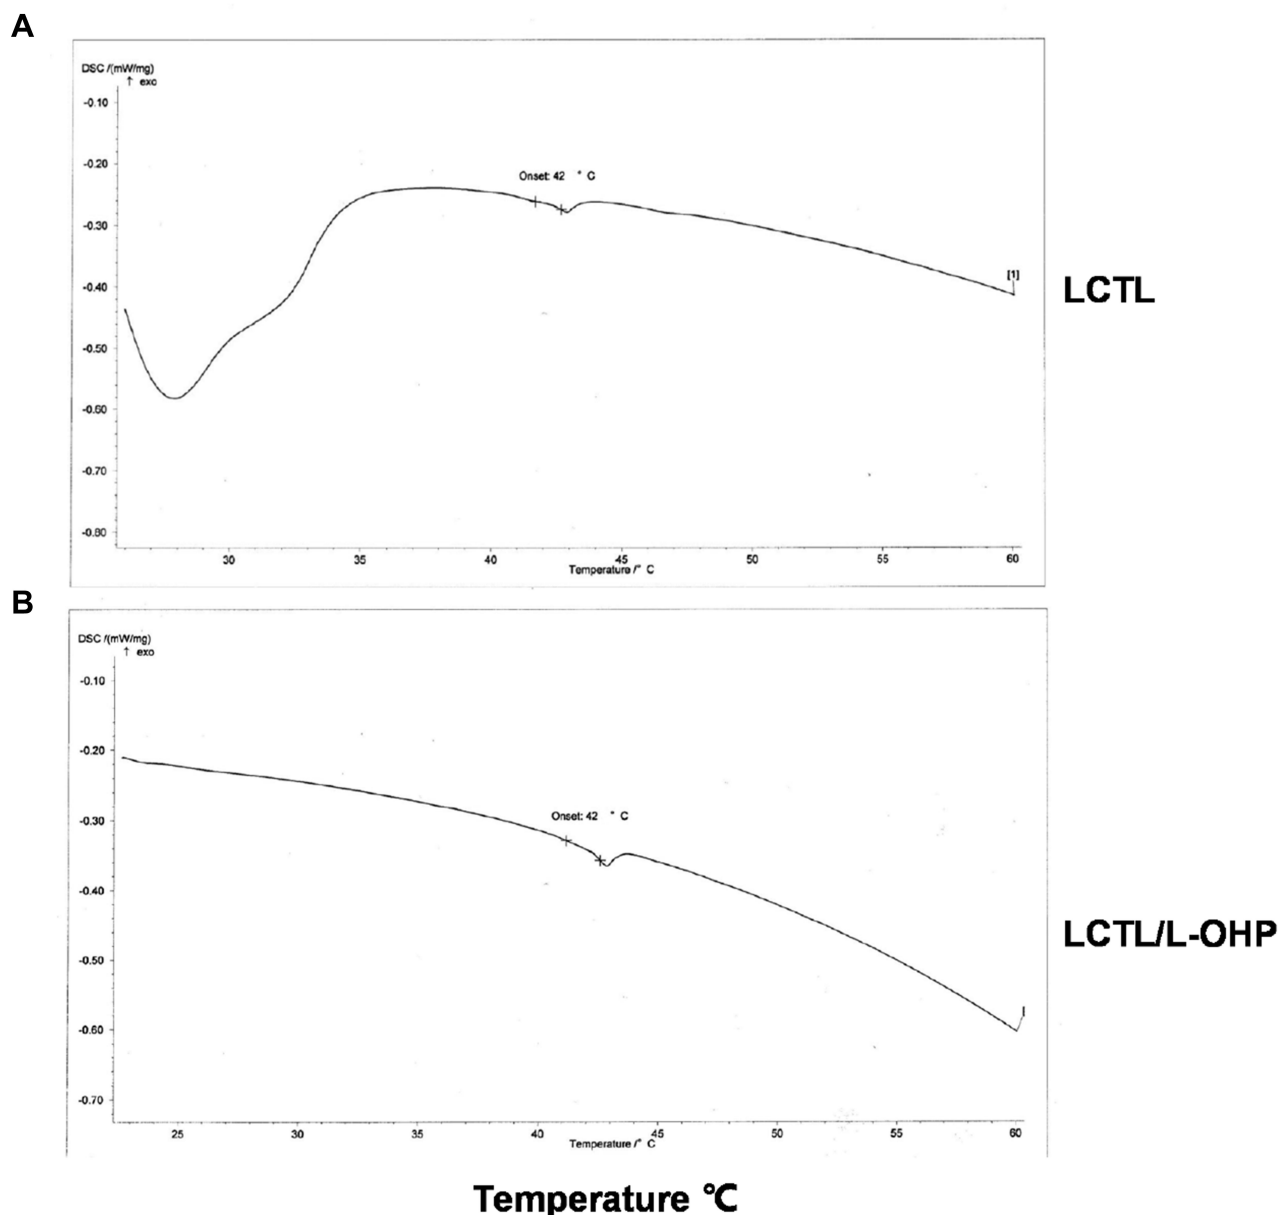 A
DSC /(mW/mg)
↑ exo
-0.10
-0.20
Onset: 42 ° C
-0.30
[1]
-0.40
LCTL
-0.50
-0.60
-0.70
-0.80
30 35 40 45 50 55 60
Temperature /° C
B
DSC /(mW/mg)
↑ exo
-0.10
-0.20
-0.30
Onset: 42 ° C
-0.40
LCTL/L-OHP
-0.50
-0.60
-0.70
25 30 35 40 45 50 55 60
Temperature /° C
Temperature ℃